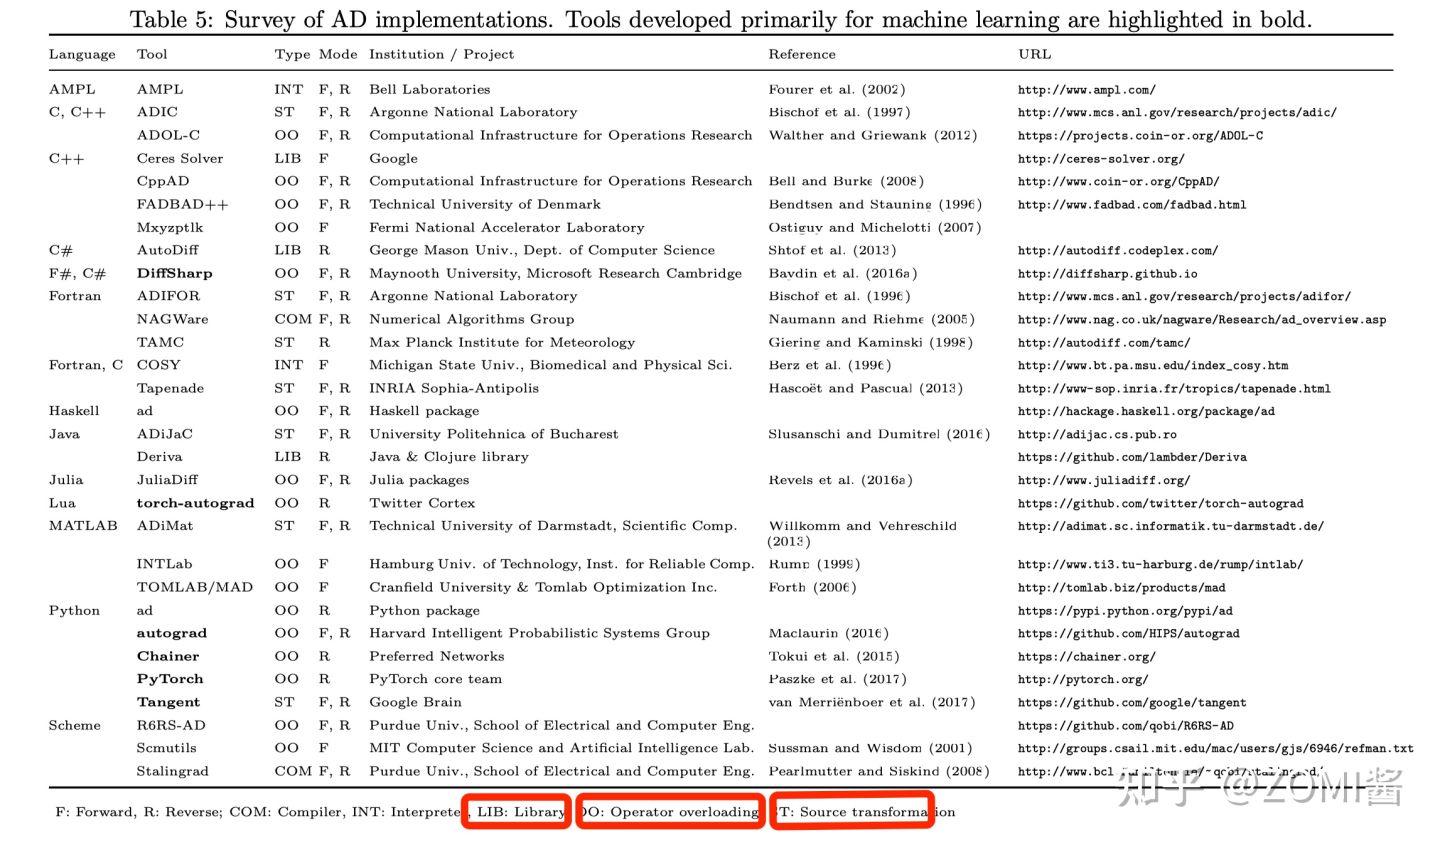 Table 5: Survey of AD implementations. Tools developed primarily for machine learning are highlighted in bold.
Language Tool Type Mode Institution / Project Reference URL
AMPL AMPL INT F, R Bell Laboratories Fourer et al. (2002) http://www.ampl.com/
C, C++ ADIC ST F, R Argonne National Laboratory Bischof et al. (1997) http://www.mcs.anl.gov/research/projects/adic/
ADOL-C OO F, R Computational Infrastructure for Operations Research Walther and Griewank (2012) https://projects.coin-or.org/ADOL-C
C++ Ceres Solver LIB F Google http://ceres-solver.org/
CppAD OO F, R Computational Infrastructure for Operations Research Bell and Burke (2008) http://www.coin-or.org/CppAD/
FADBAD++ OO F, R Technical University of Denmark Bendtsen and Stauning (1996) http://www.fadbad.com/fadbad.html
Mxyzptlk OO F Fermi National Accelerator Laboratory Ostiguy and Michelotti (2007)
C# AutoDiff LIB R George Mason Univ., Dept. of Computer Science Shtof et al. (2013) http://autodiff.codeplex.com/
F#, C# DiffSharp OO F, R Maynooth University, Microsoft Research Cambridge Baydin et al. (2016a) http://diffsharp.github.io
Fortran ADIFOR ST F, R Argonne National Laboratory Bischof et al. (1996) http://www.mcs.anl.gov/research/projects/adifor/
NAGWare COM F, R Numerical Algorithms Group Naumann and Riehme (2005) http://www.nag.co.uk/nagware/Research/ad_overview.asp
TAMC ST R Max Planck Institute for Meteorology Giering and Kaminski (1998) http://autodiff.com/tamc/
Fortran, C COSY INT F Michigan State Univ., Biomedical and Physical Sci. Berz et al. (1996) http://www.bt.pa.msu.edu/index_cosy.htm
Tapenade ST F, R INRIA Sophia-Antipolis Hascoët and Pascual (2013) http://www-sop.inria.fr/tropics/tapenade.html
Haskell ad OO F, R Haskell package http://hackage.haskell.org/package/ad
Java ADiJaC ST F, R University Politehnica of Bucharest Slusanschi and Dumitrel (2016) http://adijac.cs.pub.ro
Deriva LIB R Java & Clojure library https://github.com/lambder/Deriva
Julia JuliaDiff OO F, R Julia packages Revels et al. (2016a) http://www.juliadiff.org/
Lua torch-autograd OO R Twitter Cortex https://github.com/twitter/torch-autograd
MATLAB ADiMat ST F, R Technical University of Darmstadt, Scientific Comp. Willkomm and Vehreschild http://adimat.sc.informatik.tu-darmstadt.de/
(2013)
INTLab OO F Hamburg Univ. of Technology, Inst. for Reliable Comp. Rump (1999) http://www.ti3.tu-harburg.de/rump/intlab/
TOMLAB/MAD OO F Cranfield University & Tomlab Optimization Inc. Forth (2006) http://tomlab.biz/products/mad
Python ad OO R Python package https://pypi.python.org/pypi/ad
autograd OO F, R Harvard Intelligent Probabilistic Systems Group Maclaurin (2016) https://github.com/HIPS/autograd
Chainer OO R Preferred Networks Tokui et al. (2015) https://chainer.org/
PyTorch OO R PyTorch core team Paszke et al. (2017) http://pytorch.org/
Tangent ST F, R Google Brain van Merriënboer et al. (2017) https://github.com/google/tangent
Scheme R6RS-AD OO F, R Purdue Univ., School of Electrical and Computer Eng. https://github.com/qobi/R6RS-AD
Scmutils OO F MIT Computer Science and Artificial Intelligence Lab. Sussman and Wisdom (2001) http://groups.csail.mit.edu/mac/users/gjs/6946/refman.txt
Stalingrad COM F, R Purdue Univ., School of Electrical and Computer Eng. Pearlmutter and Siskind (2008)
知乎 @ZOMI酱
F: Forward, R: Reverse; COM: Compiler, INT: Interpreter, LIB: Library, OO: Operator overloading, ST: Source transformation